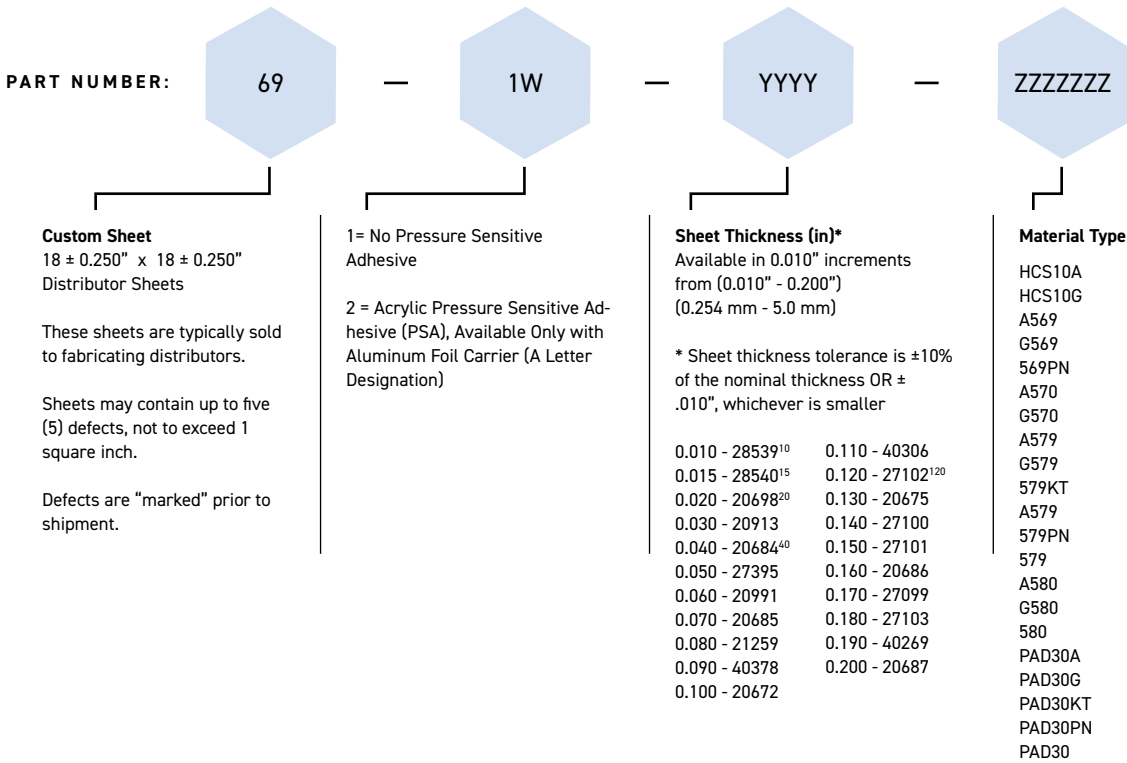 PART NUMBER:
69 — 1W — YYYY — ZZZZZZZ
Custom Sheet
18 ± 0.250” x 18 ± 0.250”
Distributor Sheets
These sheets are typically sold
to fabricating distributors.
Sheets may contain up to five
(5) defects, not to exceed 1
square inch.
Defects are “marked” prior to
shipment.
1= No Pressure Sensitive
Adhesive
2 = Acrylic Pressure Sensitive Ad-
hesive (PSA), Available Only with
Aluminum Foil Carrier (A Letter
Designation)
Sheet Thickness (in)*
Available in 0.010” increments
from (0.010” - 0.200”)
(0.254 mm - 5.0 mm)
* Sheet thickness tolerance is ±10%
of the nominal thickness OR ±
.010”, whichever is smaller
0.010 - 28539¹⁰
0.015 - 28540¹⁵
0.020 - 20698²⁰
0.030 - 20913
0.040 - 20684⁴⁰
0.050 - 27395
0.060 - 20991
0.070 - 20685
0.080 - 21259
0.090 - 40378
0.100 - 20672
0.110 - 40306
0.120 - 27102¹²⁰
0.130 - 20675
0.140 - 27100
0.150 - 27101
0.160 - 20686
0.170 - 27099
0.180 - 27103
0.190 - 40269
0.200 - 20687
Material Type
HCS10A
HCS10G
A569
G569
569PN
A570
G570
A579
G579
579KT
A579
579PN
579
A580
G580
580
PAD30A
PAD30G
PAD30KT
PAD30PN
PAD30